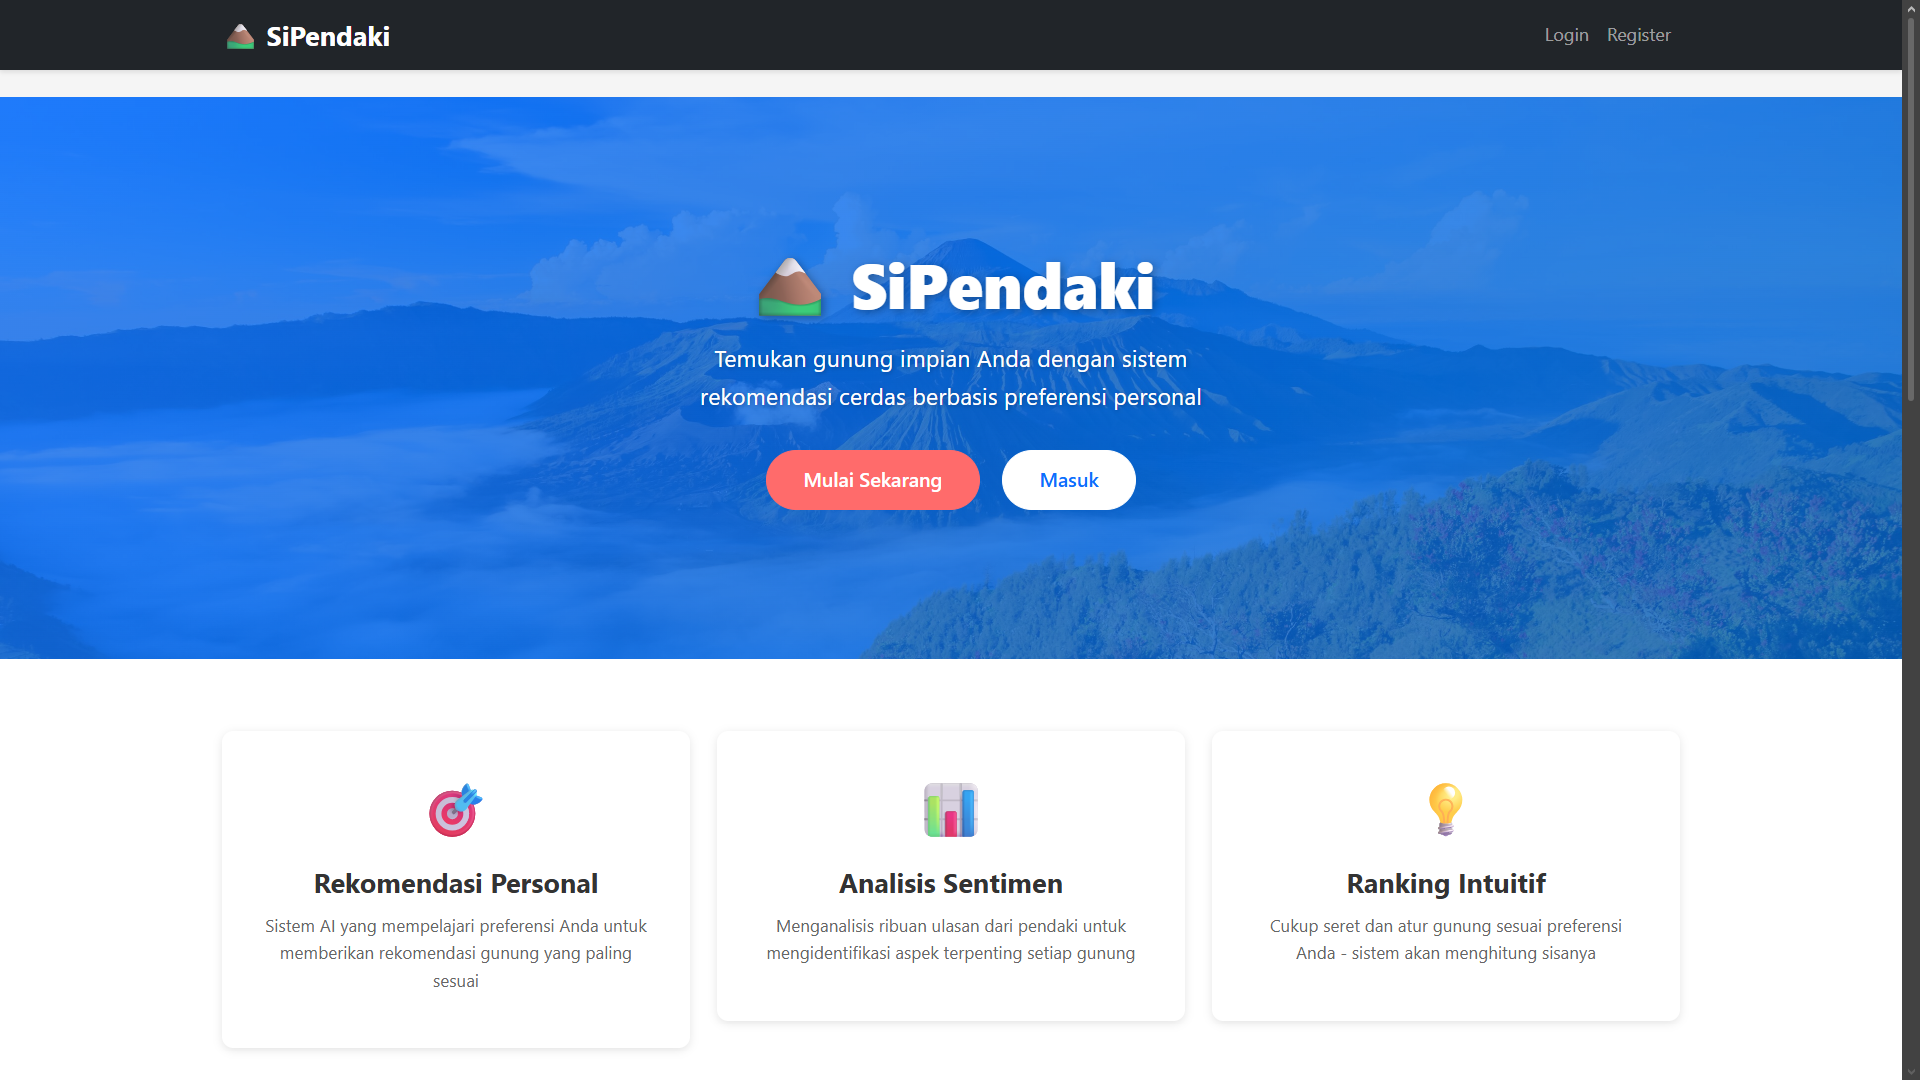 SiPendaki
Login Register
SiPendaki
Temukan gunung impian Anda dengan sistem
rekomendasi cerdas berbasis preferensi personal
Mulai Sekarang
Masuk
Rekomendasi Personal
Sistem AI yang mempelajari preferensi Anda untuk
memberikan rekomendasi gunung yang paling
sesuai
Analisis Sentimen
Menganalisis ribuan ulasan dari pendaki untuk
mengidentifikasi aspek terpenting setiap gunung
Ranking Intuitif
Cukup seret dan atur gunung sesuai preferensi
Anda - sistem akan menghitung sisanya